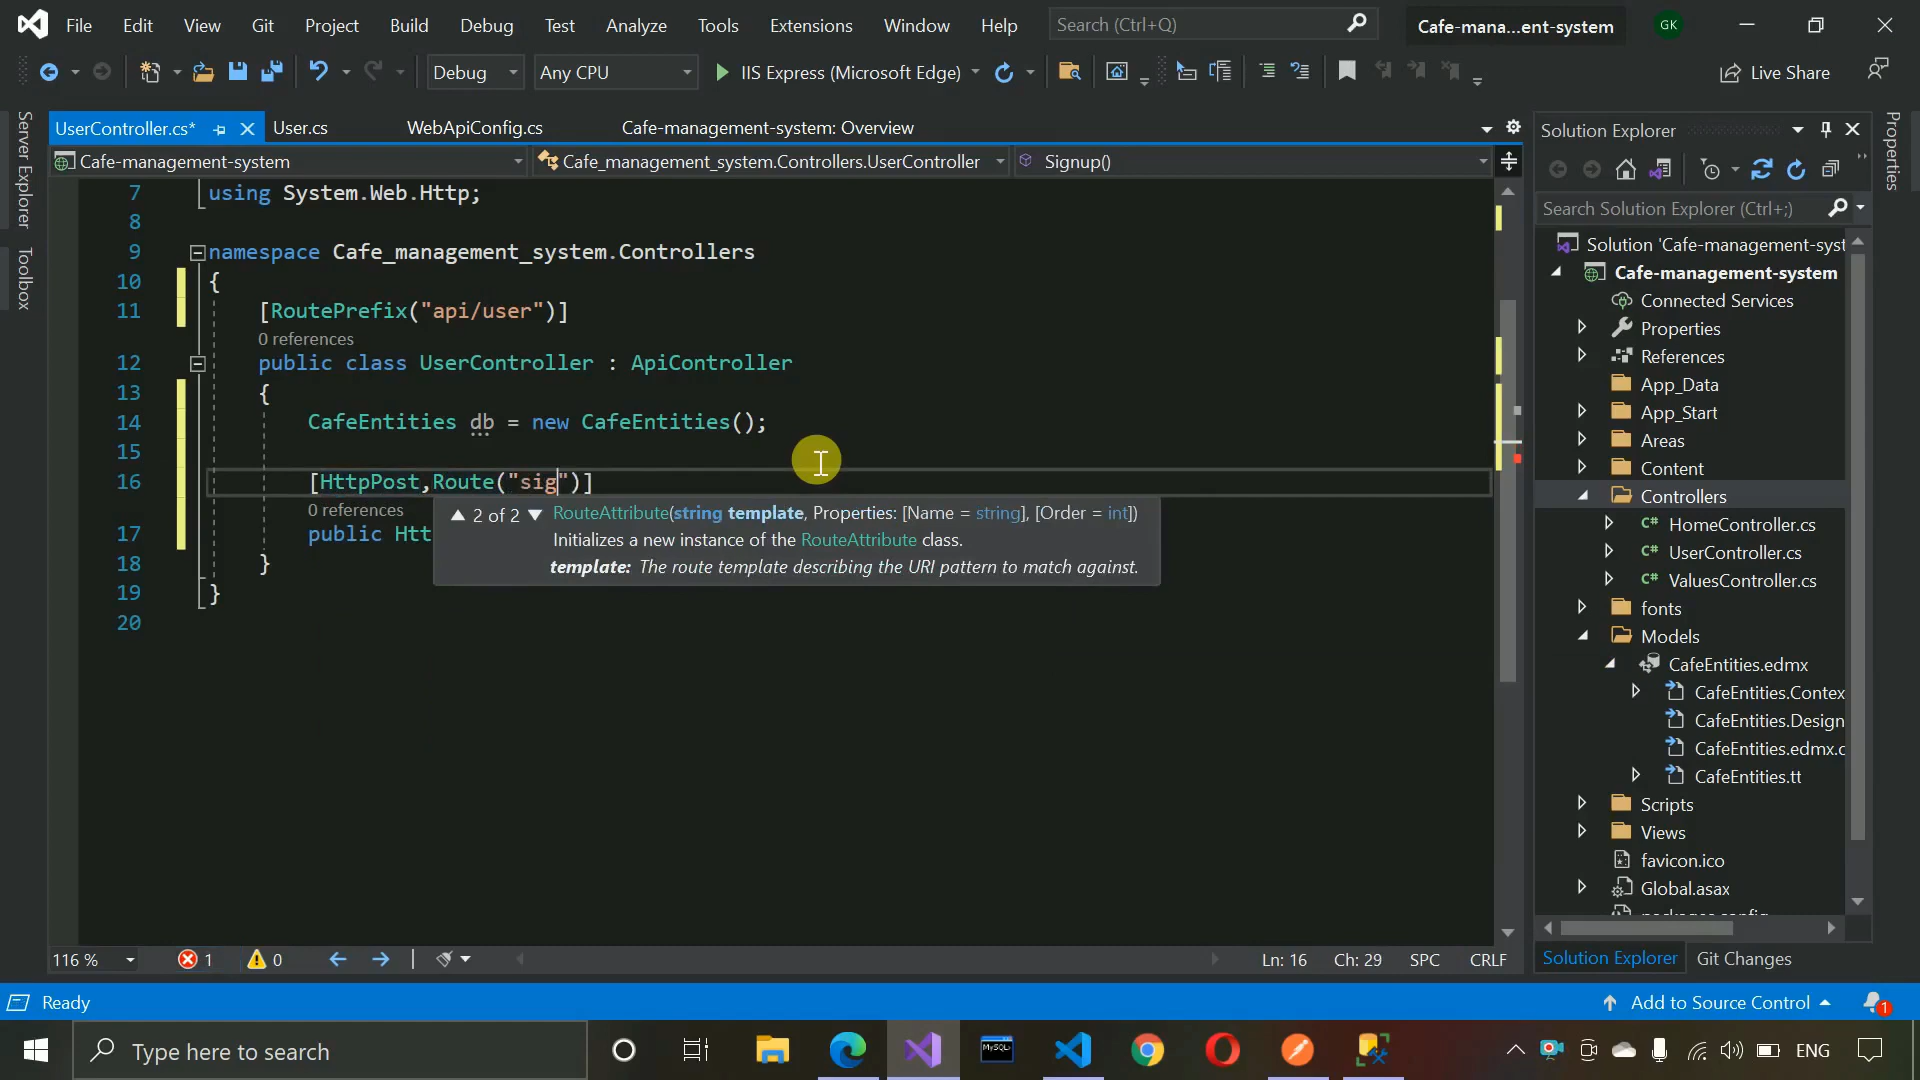 File Edit View Git Project Build Debug Test Analyze Tools Extensions Window Help Search (Ctrl+Q) Cafe-mana...ent-system GK
Debug Any CPU IIS Express (Microsoft Edge) Live Share
UserController.cs* User.cs WebApiConfig.cs Cafe-management-system: Overview
Cafe-management-system Cafe_management_system.Controllers.UserController Signup()
Server Explorer
Toolbox
7 using System.Web.Http;
8
9 namespace Cafe_management_system.Controllers
10 {
11 [RoutePrefix("api/user")]
0 references
12 public class UserController : ApiController
13 {
14 CafeEntities db = new CafeEntities();
15
16 [HttpPost,Route("sig")]
0 references
17 public Htt
18 }
19 }
20
2 of 2 RouteAttribute(string template, Properties: [Name = string], [Order = int])
Initializes a new instance of the RouteAttribute class.
template: The route template describing the URI pattern to match against.
116 % 1 0 Ln: 16 Ch: 29 SPC CRLF
Solution Explorer
Search Solution Explorer (Ctrl+;)
Solution 'Cafe-management-syst
Cafe-management-system
Connected Services
Properties
References
App_Data
App_Start
Areas
Content
Controllers
C# HomeController.cs
C# UserController.cs
C# ValuesController.cs
fonts
Models
CafeEntities.edmx
CafeEntities.Contex
CafeEntities.Design
CafeEntities.edmx.c
CafeEntities.tt
Scripts
Views
favicon.ico
Global.asax
packages.config
Solution Explorer Git Changes
Properties
Ready Add to Source Control 1
Type here to search MySQL ENG